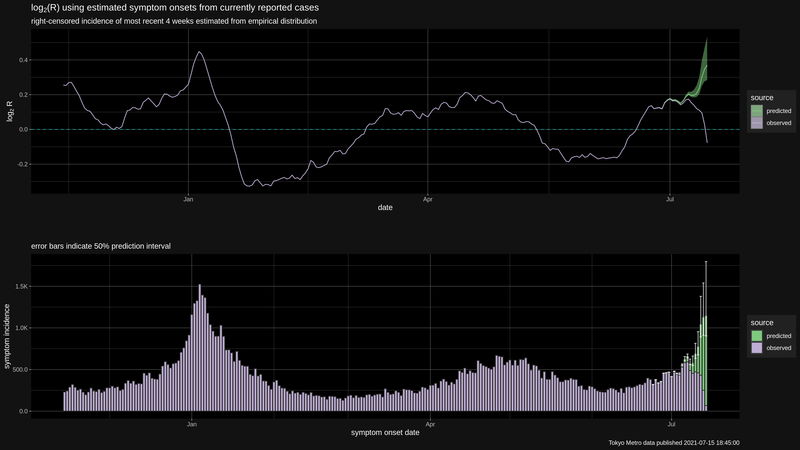 log₂(R) using estimated symptom onsets from currently reported cases
right-censored incidence of most recent 4 weeks estimated from empirical distribution
log₂ R
0.4
0.2
0.0
-0.2
Jan
Apr
Jul
date
source
predicted
observed
error bars indicate 50% prediction interval
symptom incidence
1.5K
1.0K
500.0
0.0
Jan
Apr
Jul
symptom onset date
source
predicted
observed
Tokyo Metro data published 2021-07-15 18:45:00